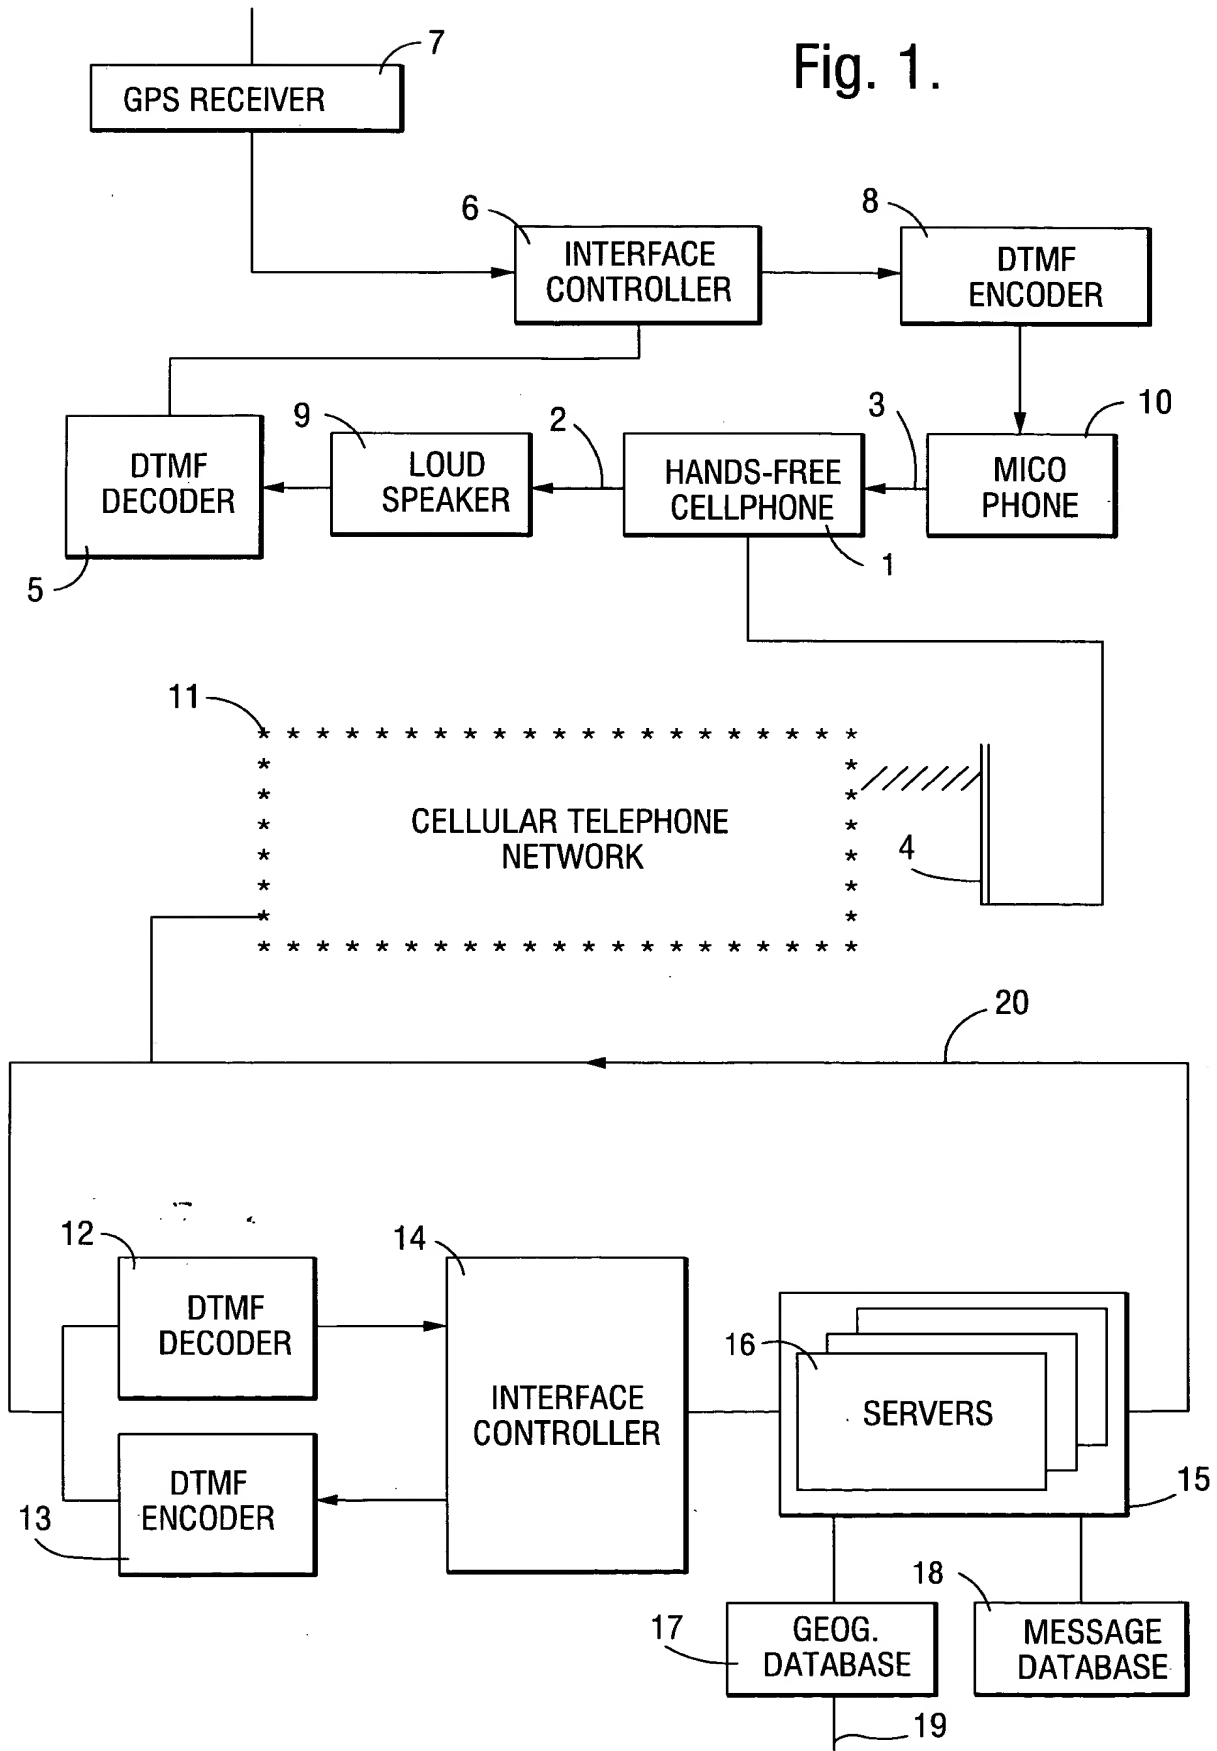 Fig. 1.
7
GPS RECEIVER
6
INTERFACE
CONTROLLER
8
DTMF
ENCODER
5
DTMF
DECODER
9
LOUD
SPEAKER
2
HANDS-FREE
CELLPHONE
1
3
10
MICO
PHONE
11
CELLULAR TELEPHONE
NETWORK
4
20
12
DTMF
DECODER
14
INTERFACE
CONTROLLER
13
DTMF
ENCODER
16
SERVERS
15
17
GEOG.
DATABASE
18
MESSAGE
DATABASE
19